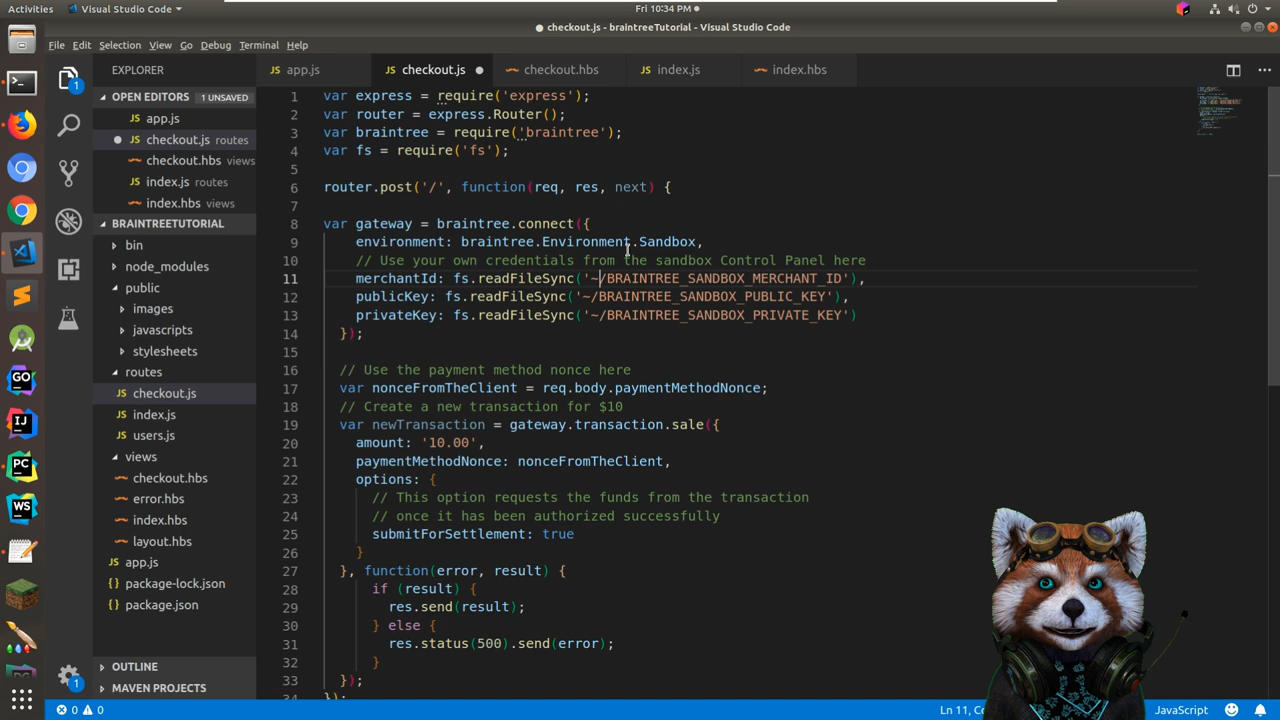 Activities
Visual Studio Code
Fri 10:34 PM
checkout.js - braintreeTutorial - Visual Studio Code
File Edit Selection View Go Debug Terminal Help
EXPLORER
OPEN EDITORS 1 UNSAVED
app.js
checkout.js routes
checkout.hbs views
index.js routes
index.hbs views
BRAINTREETUTORIAL
bin
node_modules
public
images
javascripts
stylesheets
routes
checkout.js
index.js
users.js
views
checkout.hbs
error.hbs
index.hbs
layout.hbs
app.js
package-lock.json
package.json
OUTLINE
MAVEN PROJECTS
app.js checkout.js checkout.hbs index.js index.hbs
1 var express = require('express');
2 var router = express.Router();
3 var braintree = require('braintree');
4 var fs = require('fs');
5
6 router.post('/', function(req, res, next) {
7
8 var gateway = braintree.connect({
9 environment: braintree.Environment.Sandbox,
10 // Use your own credentials from the sandbox Control Panel here
11 merchantId: fs.readFileSync('~/BRAINTREE_SANDBOX_MERCHANT_ID'),
12 publicKey: fs.readFileSync('~/BRAINTREE_SANDBOX_PUBLIC_KEY'),
13 privateKey: fs.readFileSync('~/BRAINTREE_SANDBOX_PRIVATE_KEY')
14 });
15
16 // Use the payment method nonce here
17 var nonceFromTheClient = req.body.paymentMethodNonce;
18 // Create a new transaction for $10
19 var newTransaction = gateway.transaction.sale({
20 amount: '10.00',
21 paymentMethodNonce: nonceFromTheClient,
22 options: {
23 // This option requests the funds from the transaction
24 // once it has been authorized successfully
25 submitForSettlement: true
26 }
27 }, function(error, result) {
28 if (result) {
29 res.send(result);
30 } else {
31 res.status(500).send(error);
32 }
33 });
34 });
0 0
Ln 11, C
JavaScript